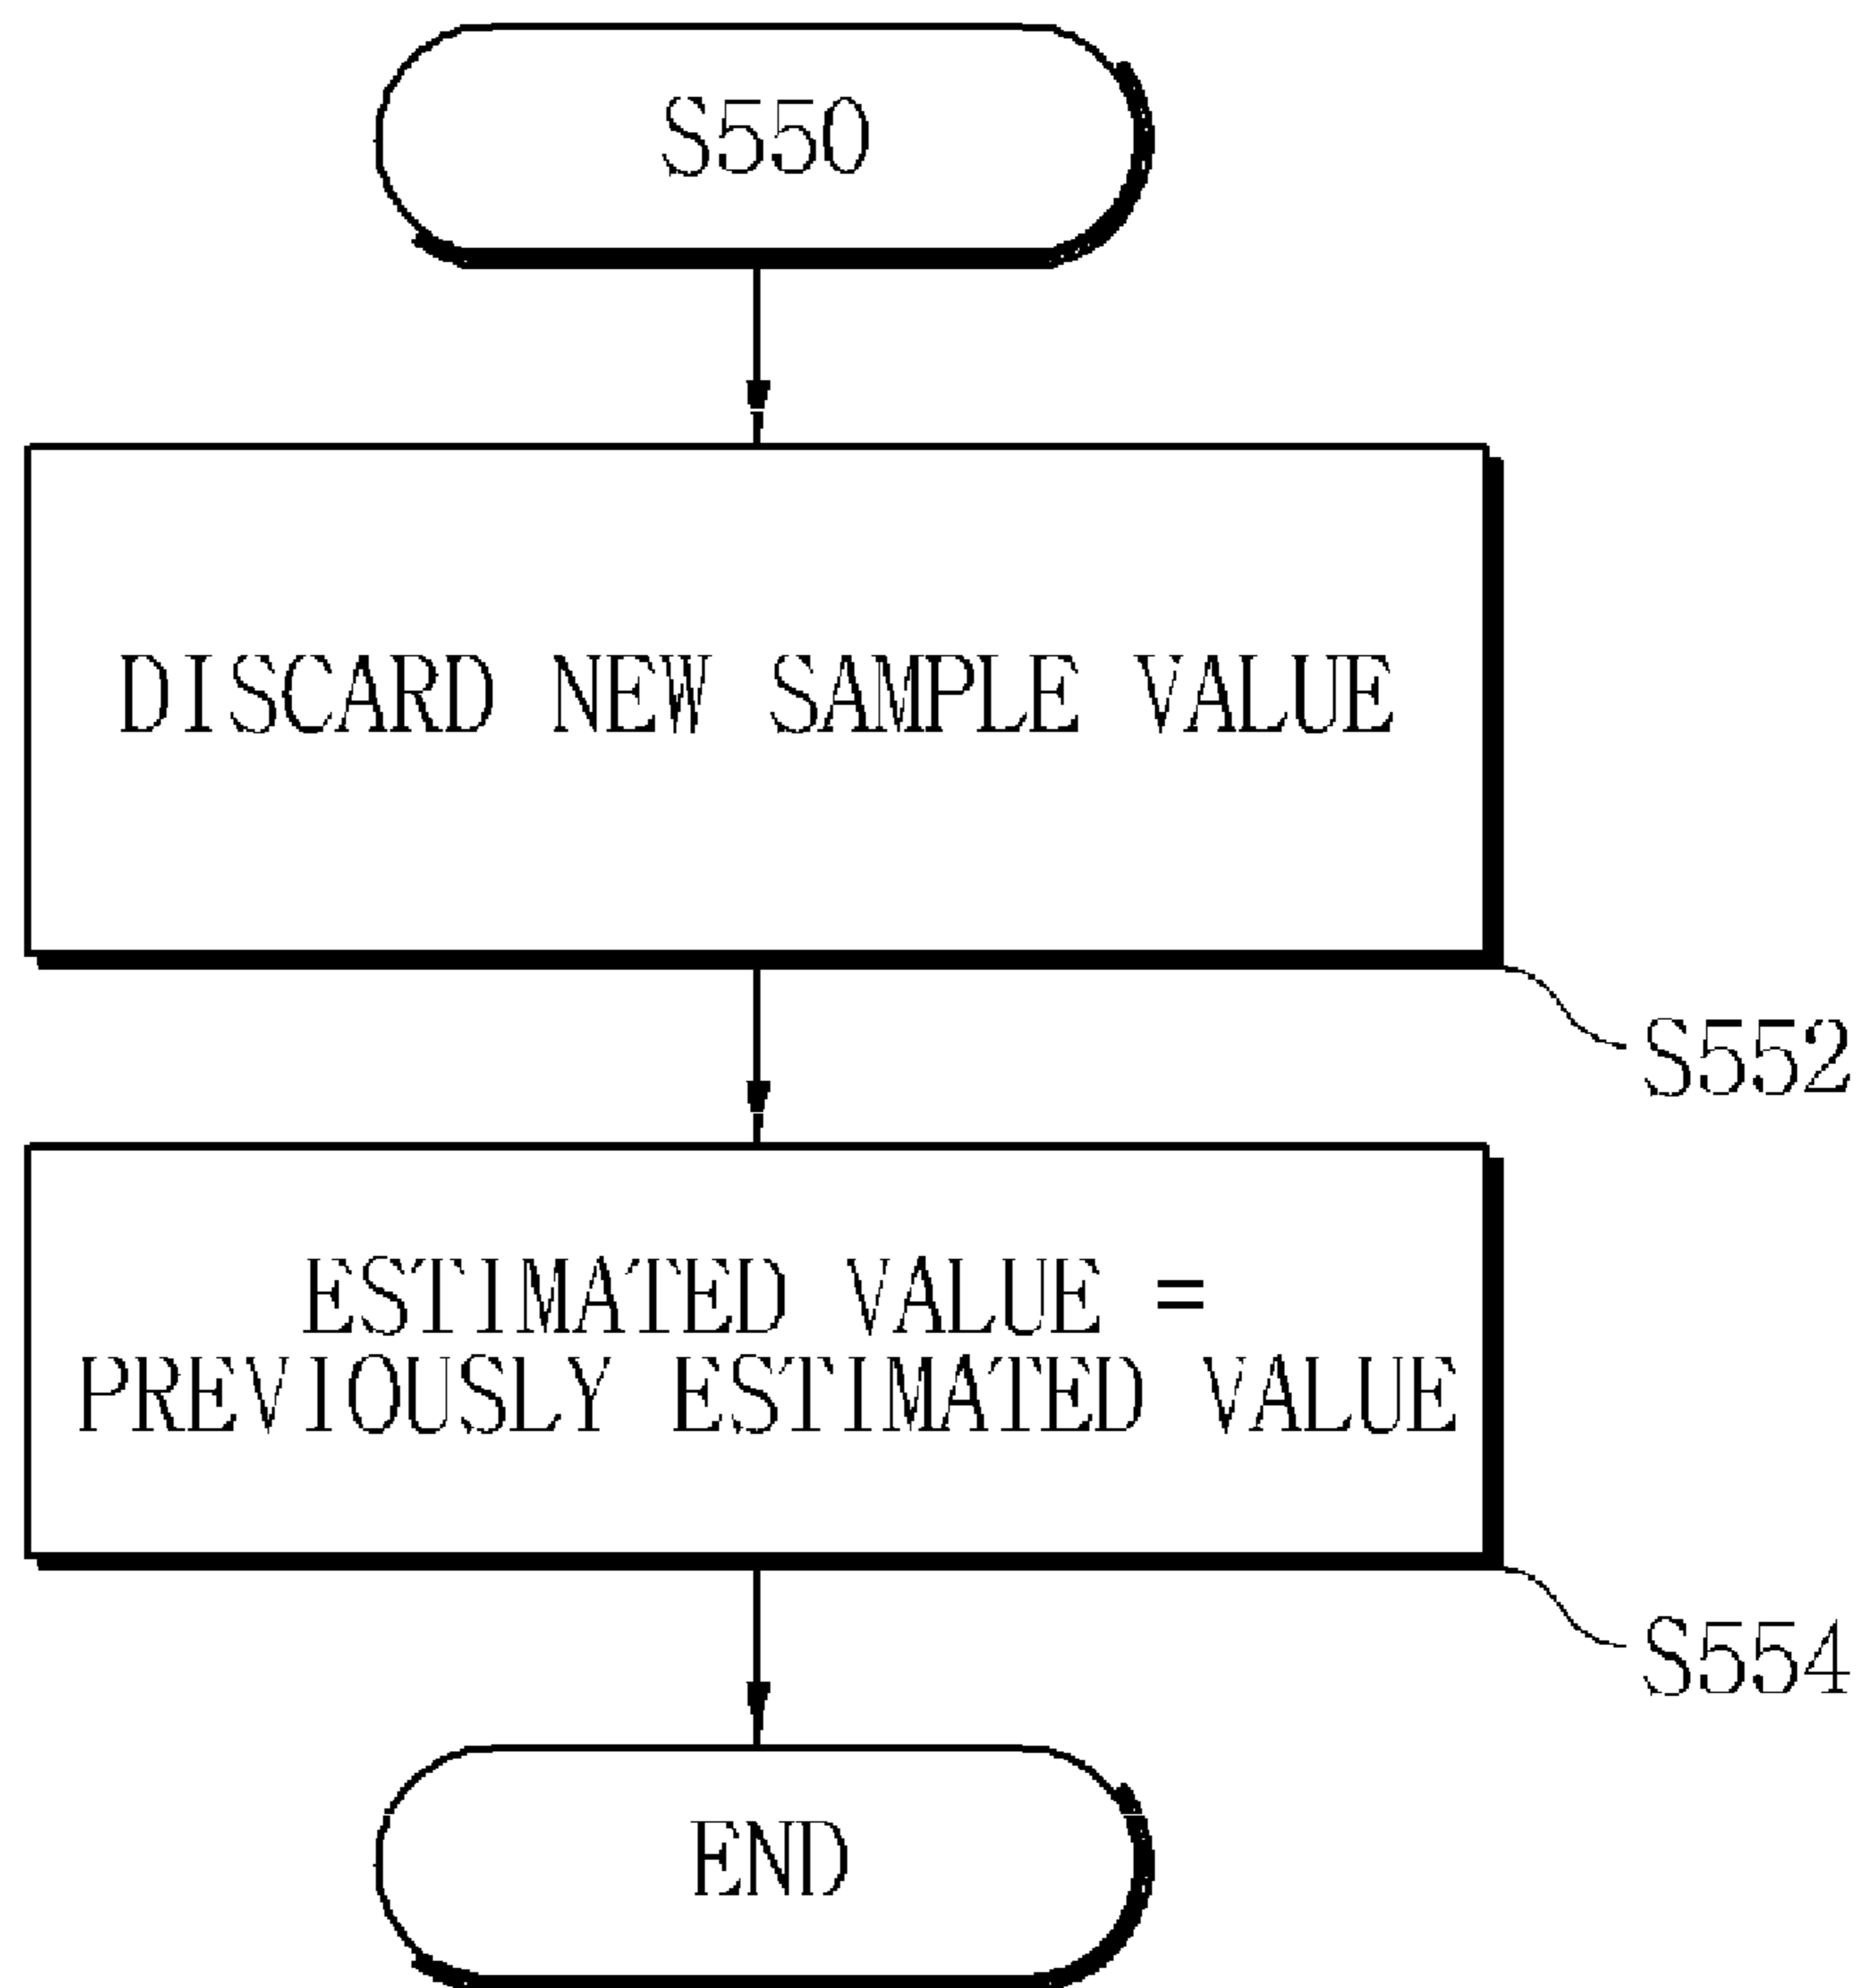 S550
DISCARD NEW SAMPLE VALUE
S552
ESTIMATED VALUE =
PREVIOUSLY ESTIMATED VALUE
S554
END